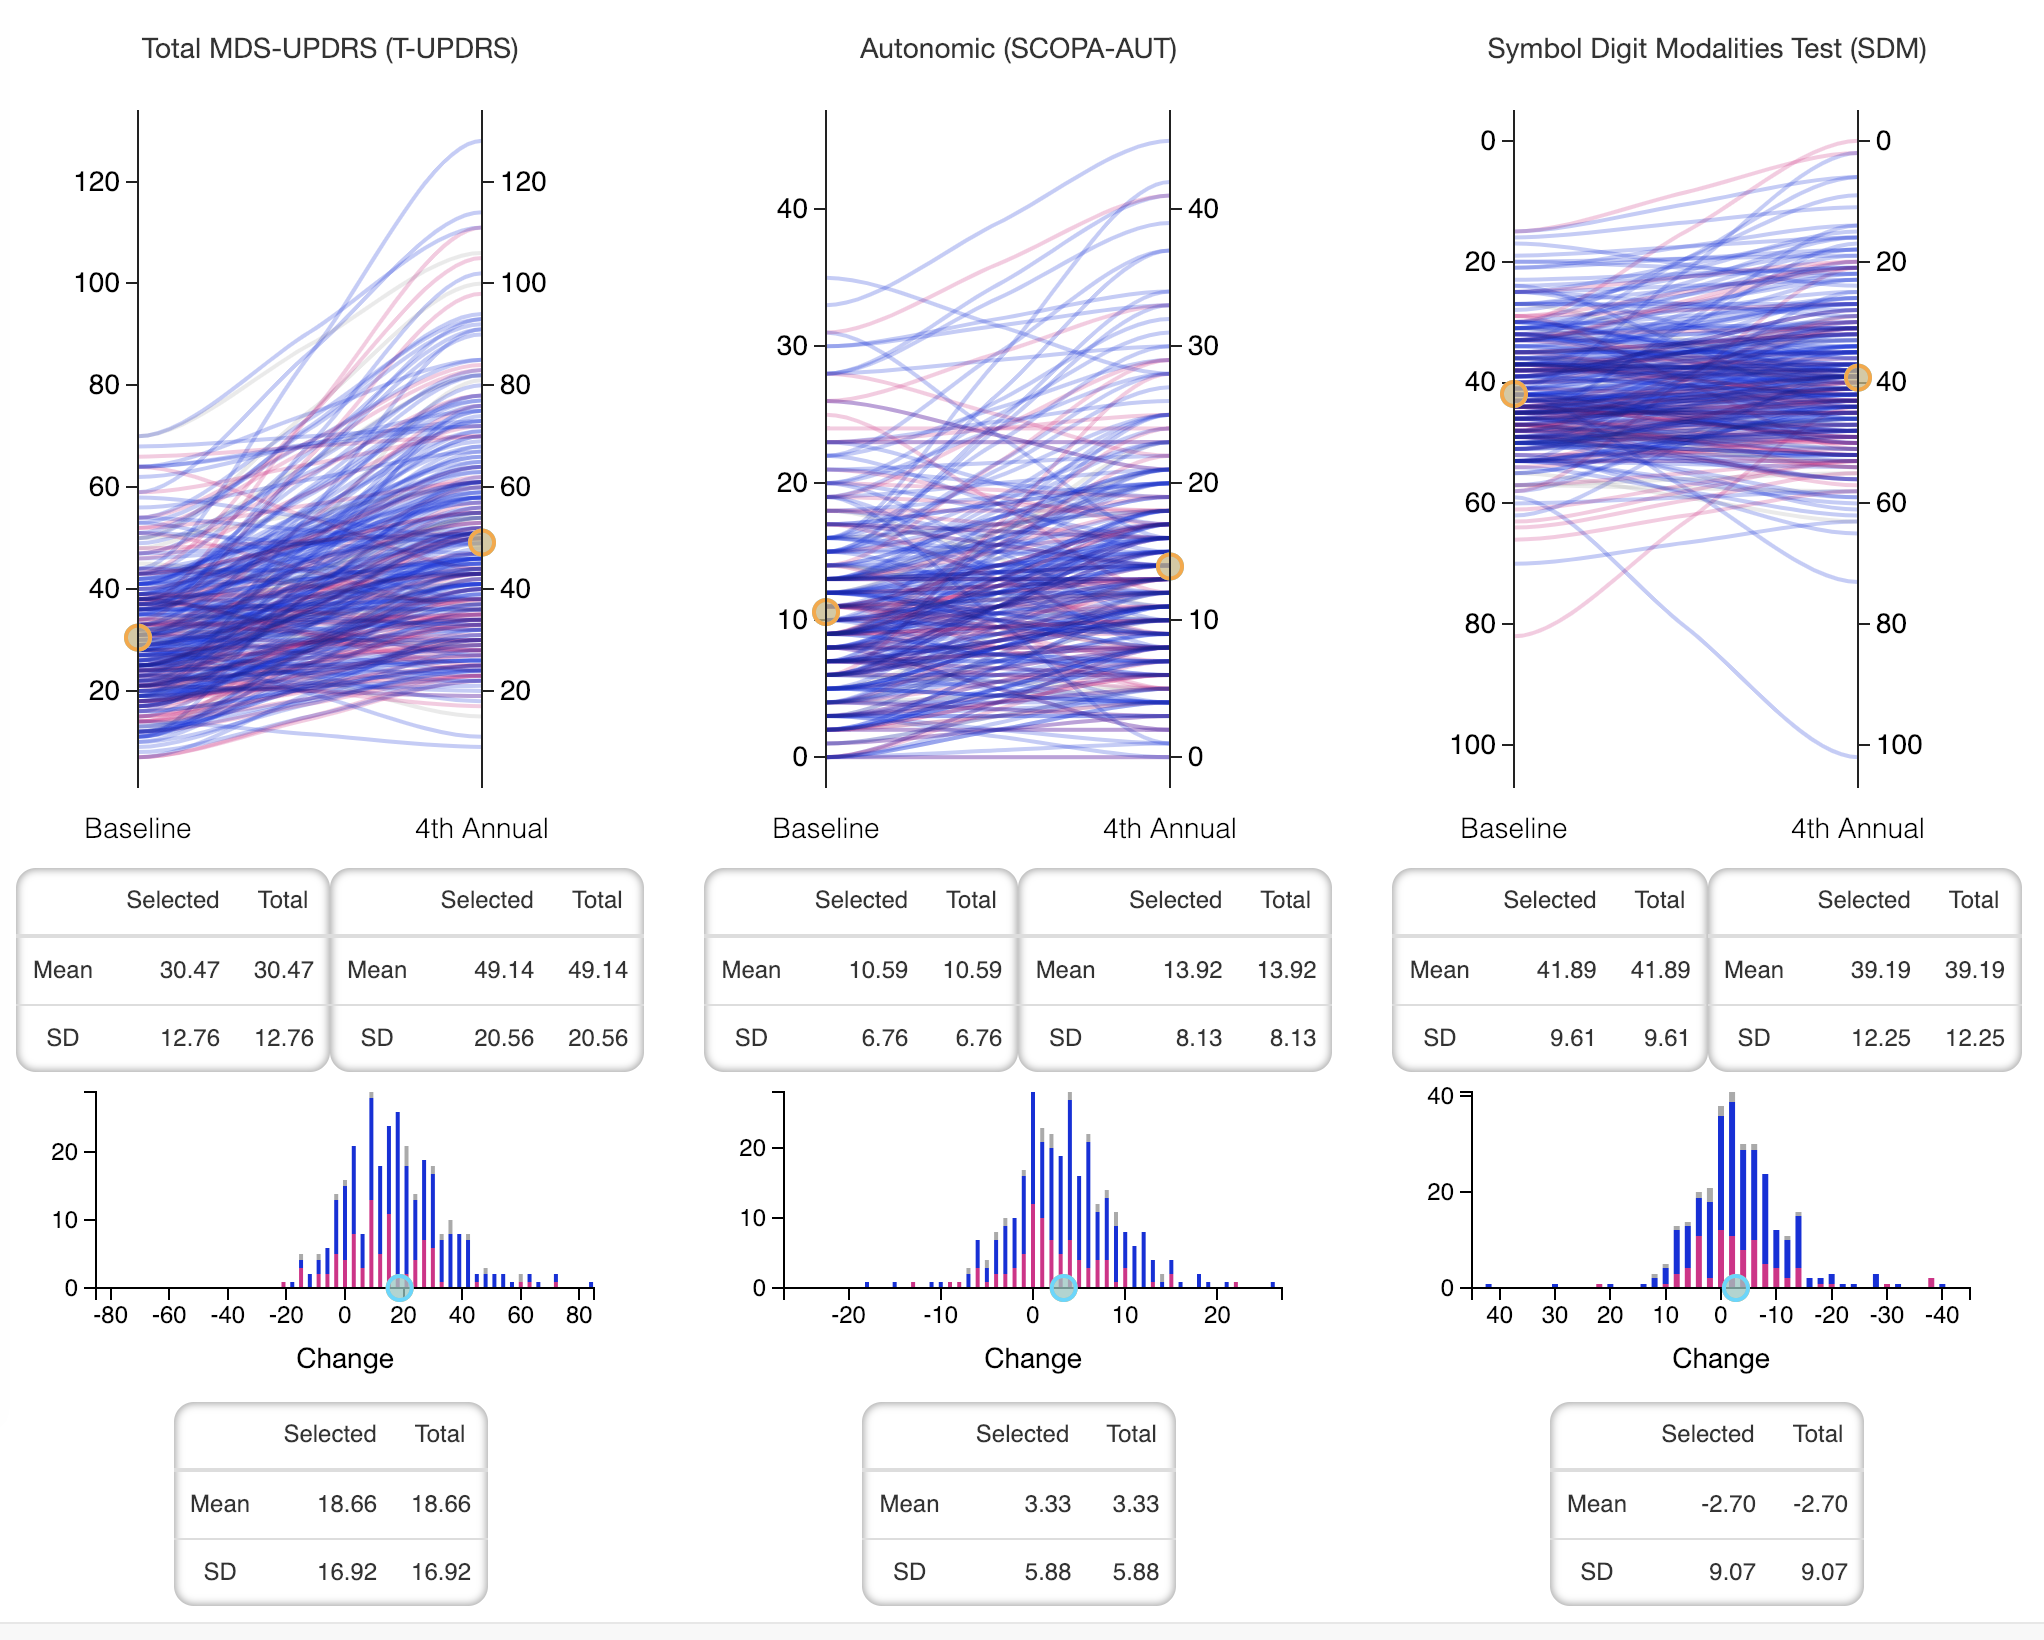 Total MDS-UPDRS (T-UPDRS)
Autonomic (SCOPA-AUT)
Symbol Digit Modalities Test (SDM)
120
100
80
60
40
20
120
100
80
60
40
20
Baseline
4th Annual
40
30
20
10
0
40
30
20
10
0
Baseline
4th Annual
0
20
40
60
80
100
0
20
40
60
80
100
Baseline
4th Annual
Selected Total
Mean 30.47 30.47
SD 12.76 12.76
Selected Total
Mean 49.14 49.14
SD 20.56 20.56
Selected Total
Mean 10.59 10.59
SD 6.76 6.76
Selected Total
Mean 13.92 13.92
SD 8.13 8.13
Selected Total
Mean 41.89 41.89
SD 9.61 9.61
Selected Total
Mean 39.19 39.19
SD 12.25 12.25
20
10
0
-80 -60 -40 -20 0 20 40 60 80
Change
20
10
0
-20 -10 0 10 20
Change
40
20
0
40 30 20 10 0 -10 -20 -30 -40
Change
Selected Total
Mean 18.66 18.66
SD 16.92 16.92
Selected Total
Mean 3.33 3.33
SD 5.88 5.88
Selected Total
Mean -2.70 -2.70
SD 9.07 9.07